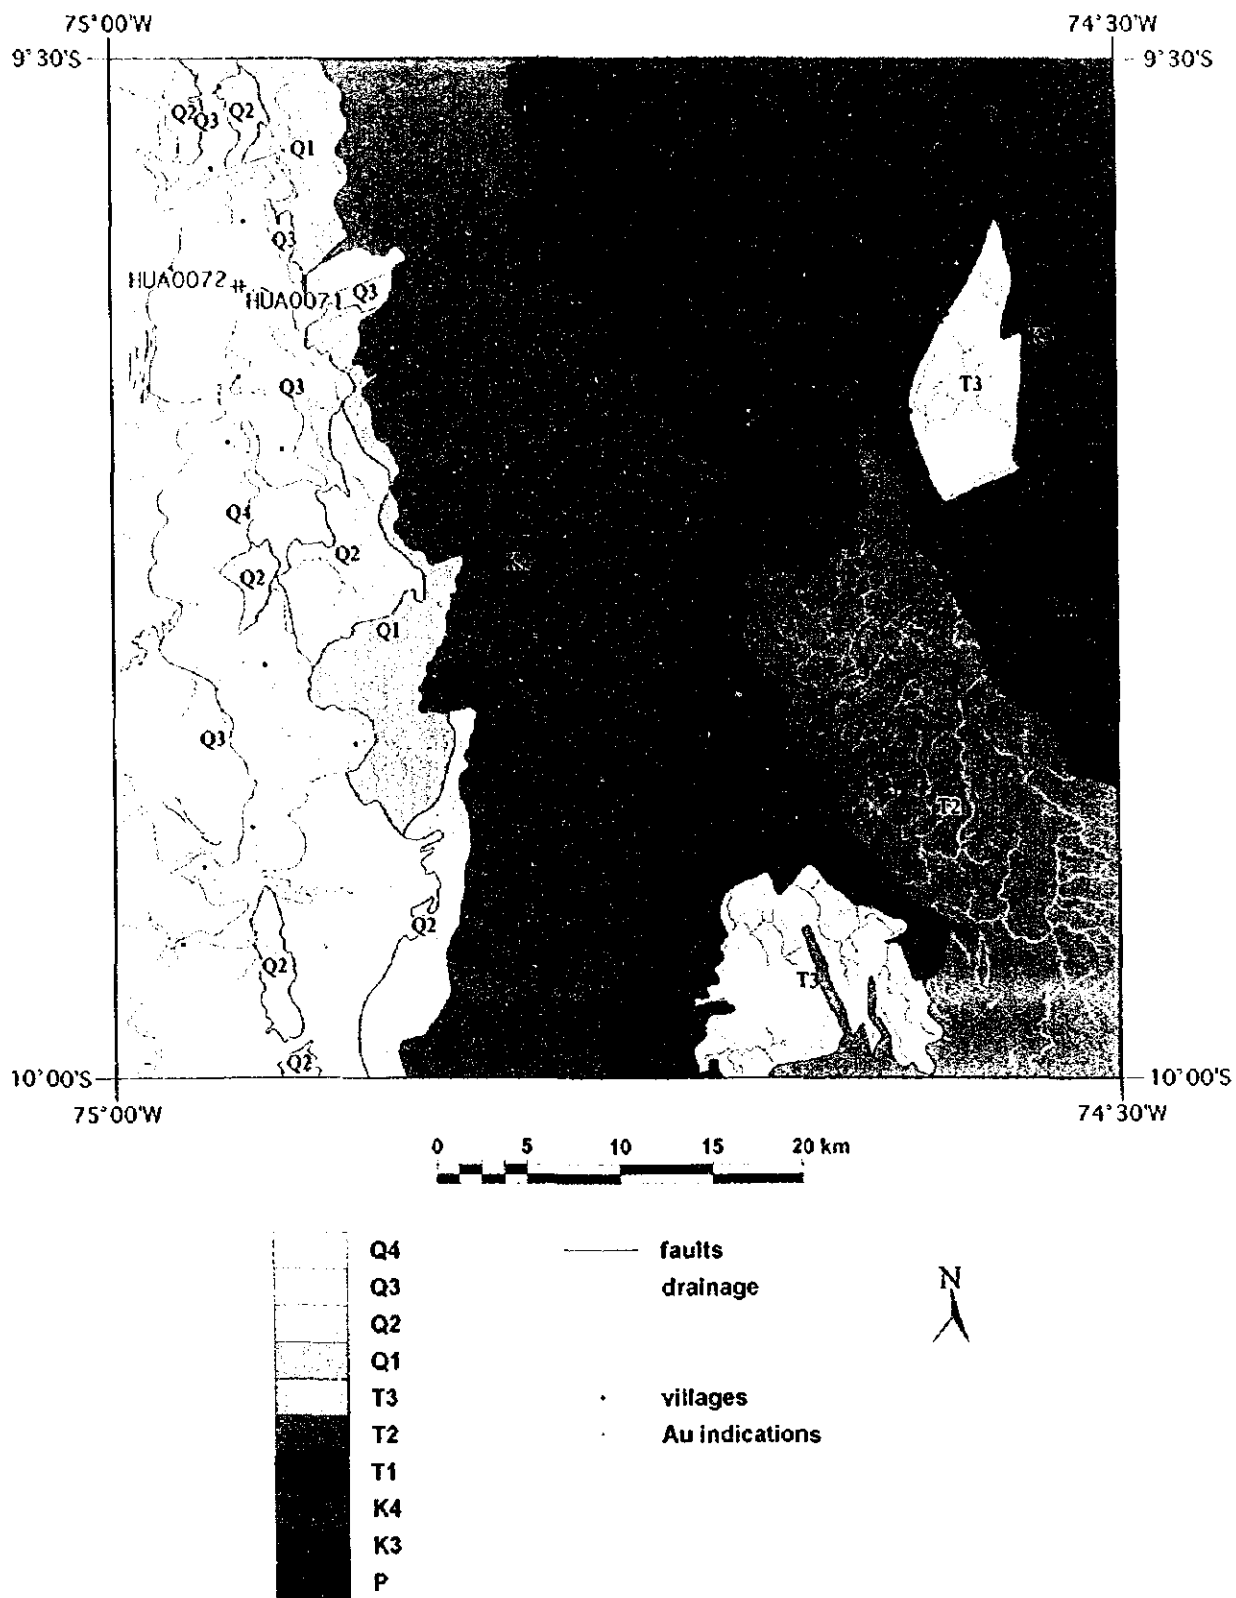 75°00'W 74°30'W
9°30'S 9°30'S
Q2 Q3 Q2
Q1
Q3
HUA0072 #
HUA0071 Q3
Q3 T3
Q4
Q2
Q2
Q1
Q3
T2
Q2
Q2 T3
Q2
10°00'S 10°00'S
75°00'W 74°30'W
0 5 10 15 20 km
Q4 faults
Q3 drainage N
Q2
Q1
T3 villages
T2 Au indications
T1
K4
K3
P